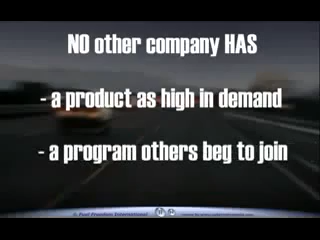 NO other company HAS
- a product as high in demand
- a program others beg to join